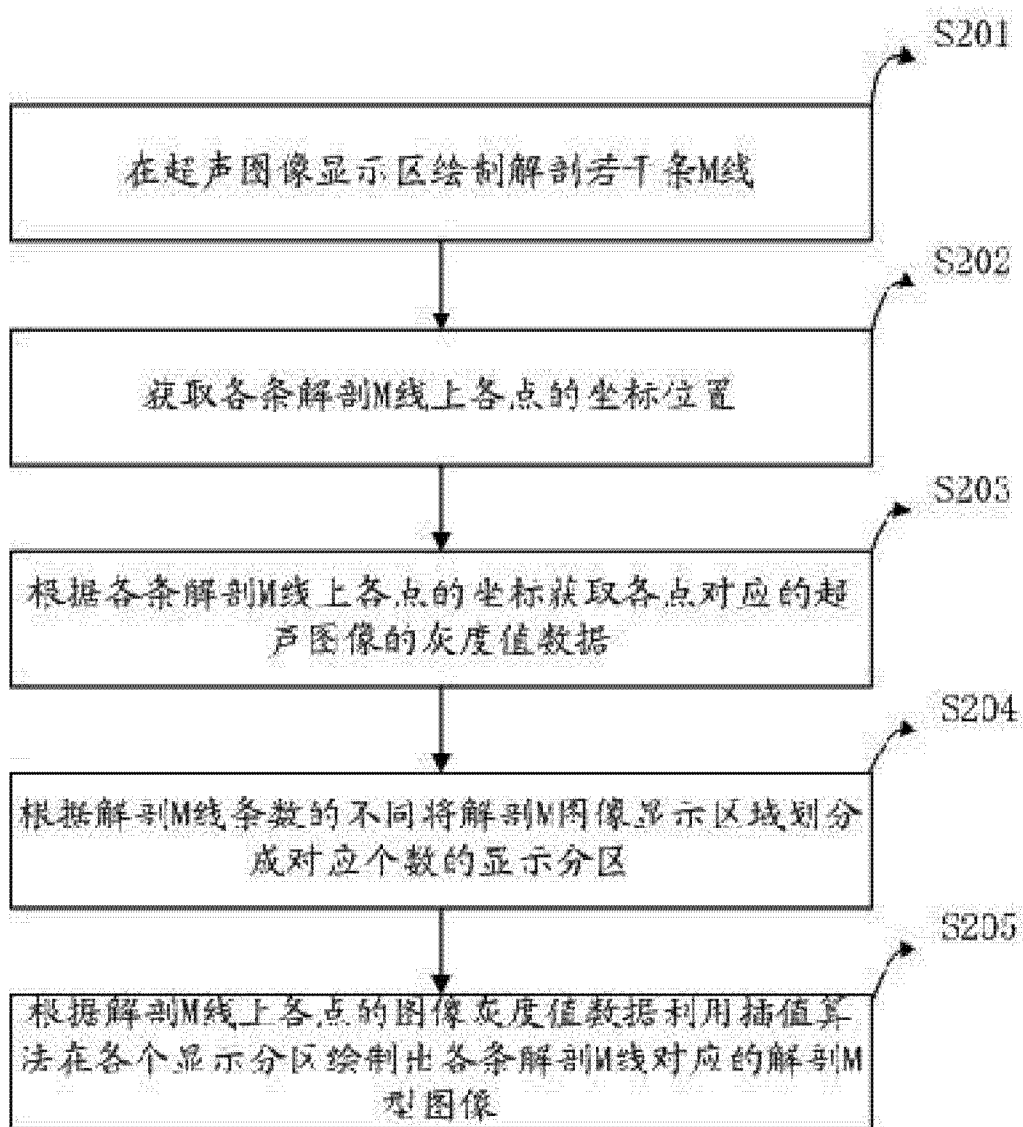 S201
在超声图像显示区绘制解剖若干条M线
S202
获取各条解剖M线上各点的坐标位置
S203
根据各条解剖M线上各点的坐标获取各点对应的超
声图像的灰度值数据
S204
根据解剖M线条数的不同将解剖M图像显示区域划分
成对应个数的显示分区
S205
根据解剖M线上各点的图像灰度值数据利用插值算
法在各个显示分区绘制出各条解剖M线对应的解剖M
型图像